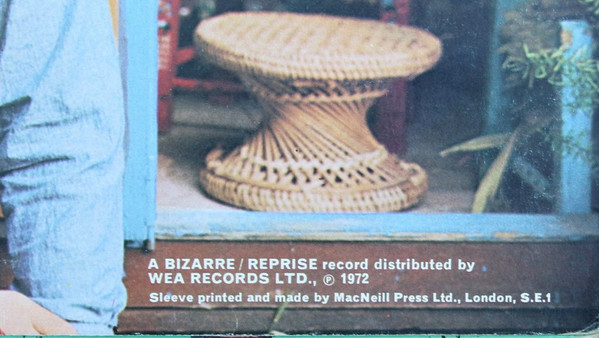 A BIZARRE / REPRISE record distributed by
WEA RECORDS LTD., ℗ 1972
Sleeve printed and made by MacNeill Press Ltd., London, S.E.1